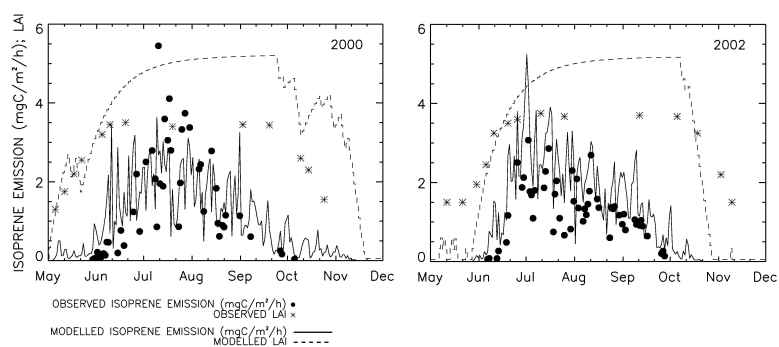 ISOPRENE EMISSION (mgC/m²/h); LAI
6
4
2
0
2000
May Jun Jul Aug Sep Oct Nov Dec
6
4
2
0
2002
May Jun Jul Aug Sep Oct Nov Dec
OBSERVED ISOPRENE EMISSION (mgC/m²/h)
OBSERVED LAI
MODELLED ISOPRENE EMISSION (mgC/m²/h)
MODELLED LAI